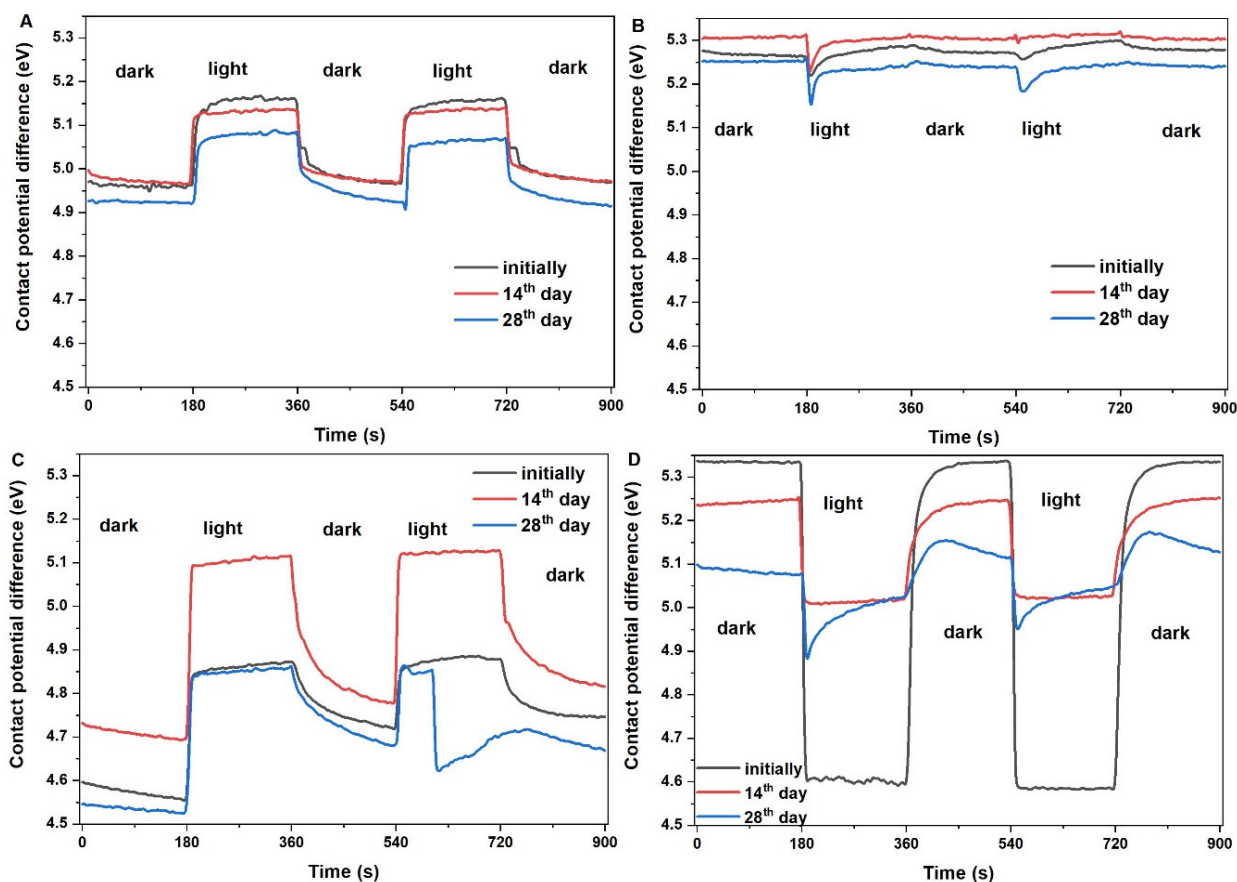 A
Contact potential difference (eV)
5.3
5.2
5.1
5.0
4.9
4.8
4.7
4.6
4.5
dark
light
dark
light
dark
initially
14th day
28th day
0
180
360
540
720
900
Time (s)
B
Contact potential difference (eV)
5.3
5.2
5.1
5.0
4.9
4.8
4.7
4.6
4.5
dark
light
dark
light
dark
initially
14th day
28th day
0
180
360
540
720
900
Time (s)
C
Contact potential difference (eV)
5.3
5.2
5.1
5.0
4.9
4.8
4.7
4.6
4.5
initially
14th day
28th day
dark
light
dark
light
dark
0
180
360
540
720
900
Time (s)
D
Contact potential difference (eV)
5.3
5.2
5.1
5.0
4.9
4.8
4.7
4.6
4.5
light
light
dark
dark
dark
initially
14th day
28th day
0
180
360
540
720
900
Time (s)